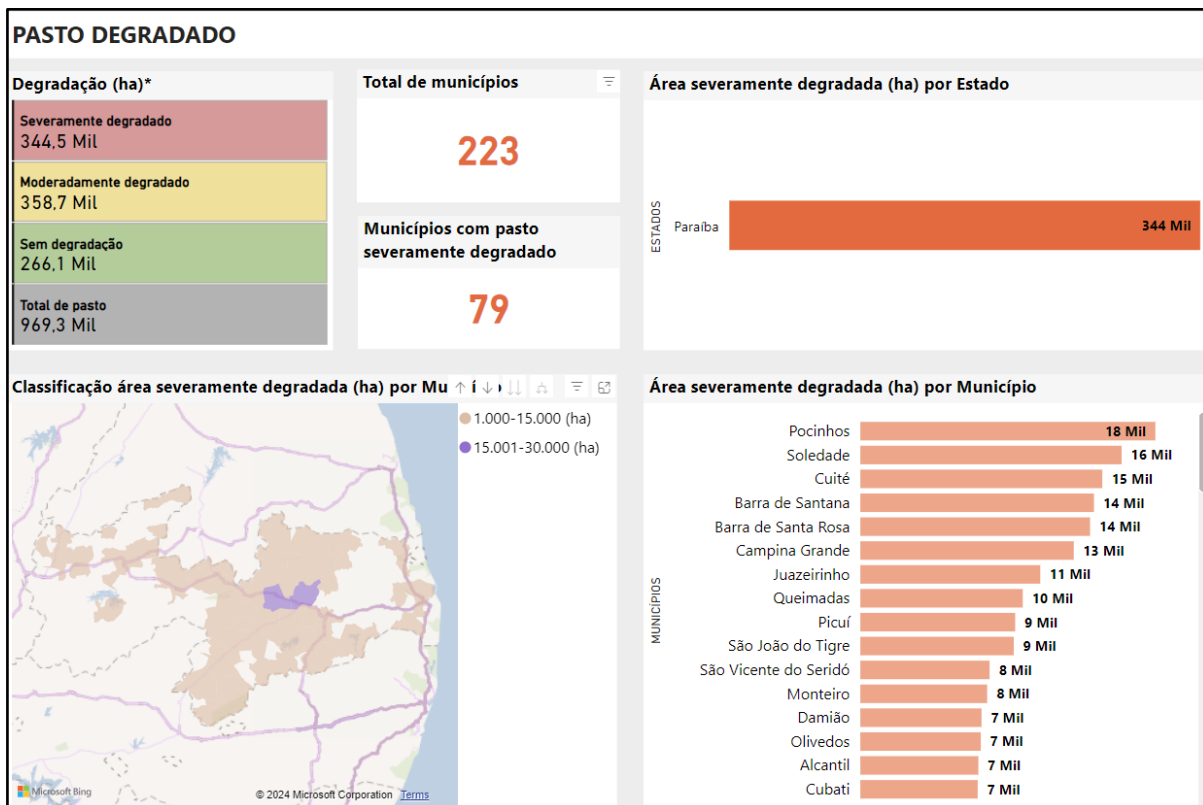 PASTO DEGRADADO
Degradação (ha)*
Severamente degradado
344,5 Mil
Moderadamente degradado
358,7 Mil
Sem degradação
266,1 Mil
Total de pasto
969,3 Mil
Total de municípios
223
Municípios com pasto
severamente degradado
79
Área severamente degradada (ha) por Estado
ESTADOS
Paraíba
344 Mil
Classificação área severamente degradada (ha) por Mu
1.000-15.000 (ha)
15.001-30.000 (ha)
Microsoft Bing
© 2024 Microsoft Corporation Terms
Área severamente degradada (ha) por Município
MUNICÍPIOS
Pocinhos 18 Mil
Soledade 16 Mil
Cuité 15 Mil
Barra de Santana 14 Mil
Barra de Santa Rosa 14 Mil
Campina Grande 13 Mil
Juazeirinho 11 Mil
Queimadas 10 Mil
Picuí 9 Mil
São João do Tigre 9 Mil
São Vicente do Seridó 8 Mil
Monteiro 8 Mil
Damião 7 Mil
Olivedos 7 Mil
Alcantil 7 Mil
Cubati 7 Mil